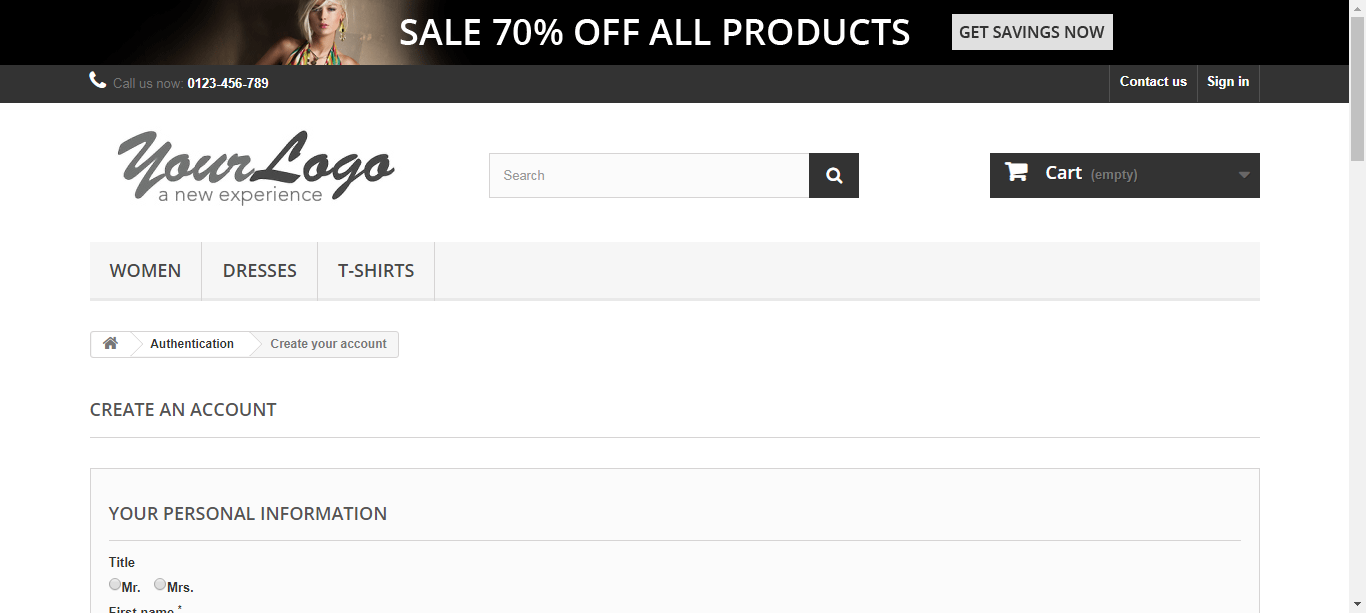 SALE 70% OFF ALL PRODUCTS GET SAVINGS NOW
Call us now: 0123-456-789 Contact us Sign in
YourLogo
a new experience
Search
Cart (empty)
WOMEN DRESSES T-SHIRTS
Authentication Create your account
CREATE AN ACCOUNT
YOUR PERSONAL INFORMATION
Title
Mr. Mrs.
First name *